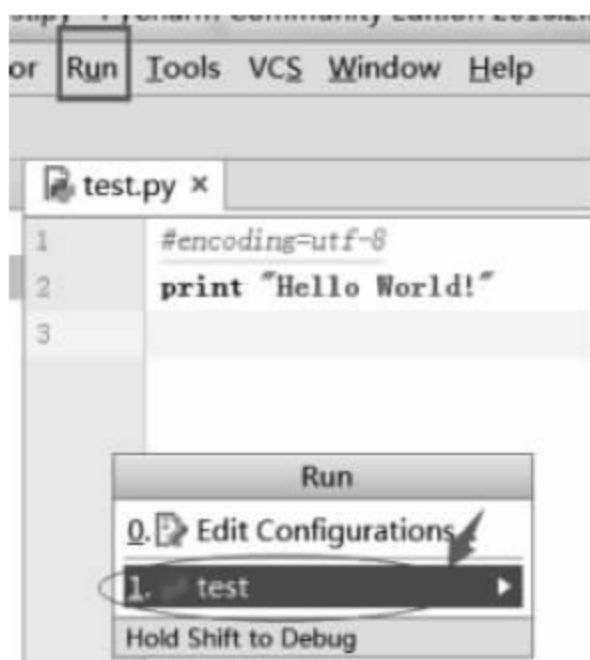 or Run Tools VCS Window Help
test.py ×
1 #encoding=utf-8
2 print "Hello World!"
3
Run
0. Edit Configurations
1. test
Hold Shift to Debug